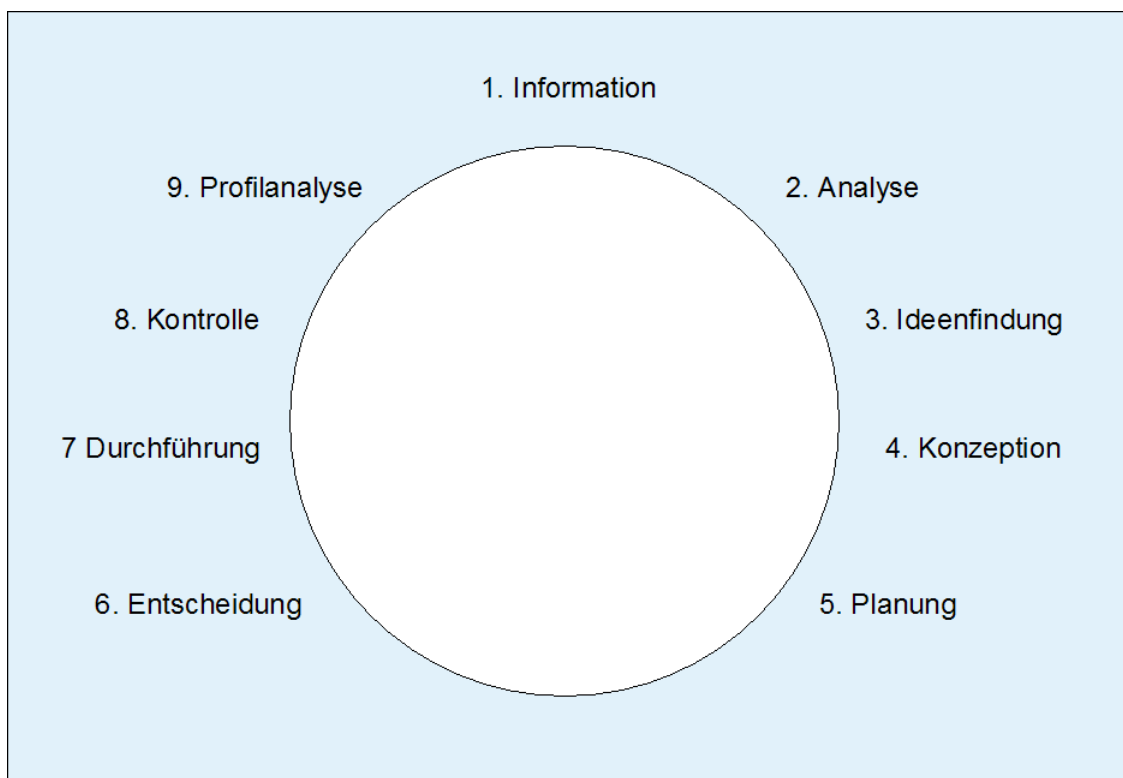 1. Information
2. Analyse
3. Ideenfindung
4. Konzeption
5. Planung
6. Entscheidung
7 Durchführung
8. Kontrolle
9. Profilanalyse